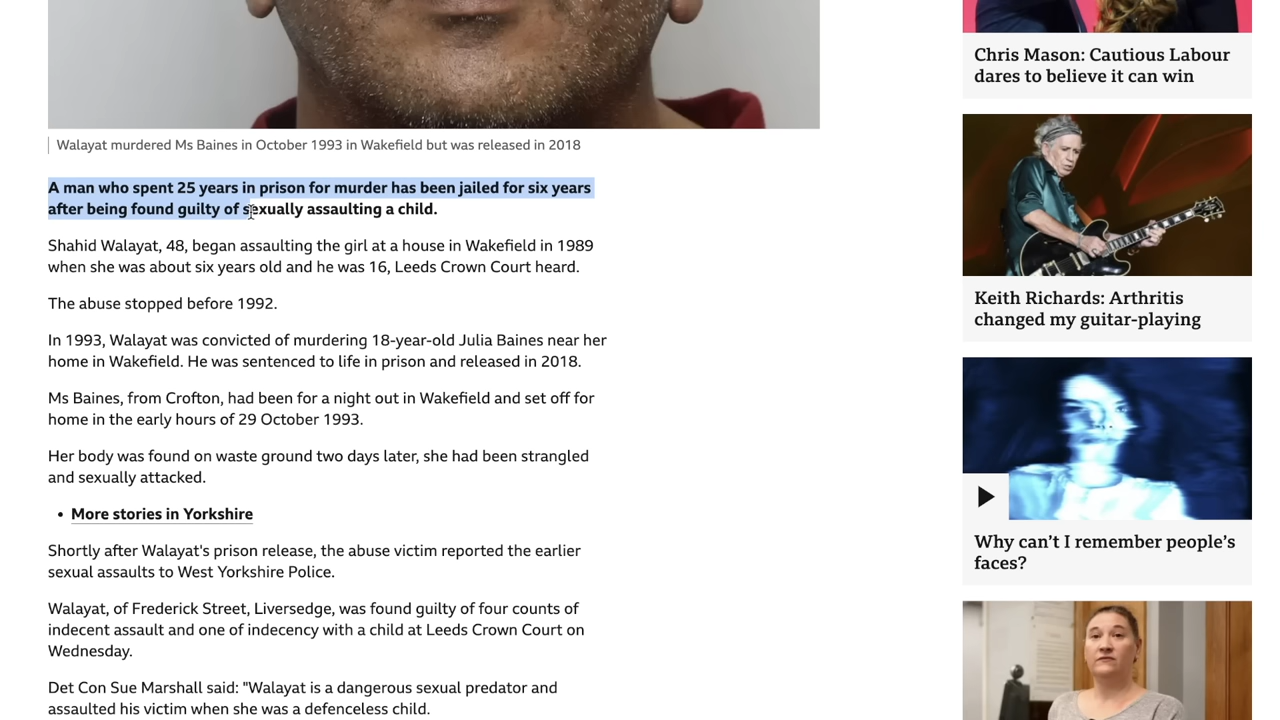 Walayat murdered Ms Baines in October 1993 in Wakefield but was released in 2018
A man who spent 25 years in prison for murder has been jailed for six years
after being found guilty of sexually assaulting a child.
Shahid Walayat, 48, began assaulting the girl at a house in Wakefield in 1989
when she was about six years old and he was 16, Leeds Crown Court heard.
The abuse stopped before 1992.
In 1993, Walayat was convicted of murdering 18-year-old Julia Baines near her
home in Wakefield. He was sentenced to life in prison and released in 2018.
Ms Baines, from Crofton, had been for a night out in Wakefield and set off for
home in the early hours of 29 October 1993.
Her body was found on waste ground two days later, she had been strangled
and sexually attacked.
• More stories in Yorkshire
Shortly after Walayat's prison release, the abuse victim reported the earlier
sexual assaults to West Yorkshire Police.
Walayat, of Frederick Street, Liversedge, was found guilty of four counts of
indecent assault and one of indecency with a child at Leeds Crown Court on
Wednesday.
Det Con Sue Marshall said: "Walayat is a dangerous sexual predator and
assaulted his victim when she was a defenceless child.
Chris Mason: Cautious Labour
dares to believe it can win
Keith Richards: Arthritis
changed my guitar-playing
Why can’t I remember people’s
faces?